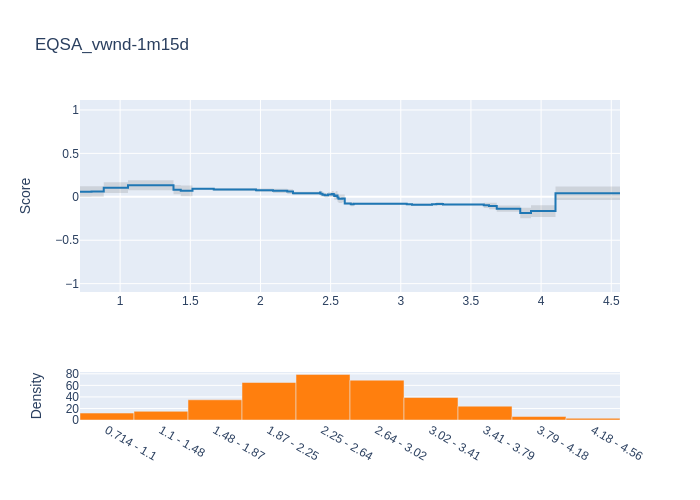 EQSA_vwnd-1m15d
Score
1
0.5
0
−0.5
−1
1
1.5
2
2.5
3
3.5
4
4.5
Density
80
60
40
20
0
0.714 - 1.1
1.1 - 1.48
1.48 - 1.87
1.87 - 2.25
2.25 - 2.64
2.64 - 3.02
3.02 - 3.41
3.41 - 3.79
3.79 - 4.18
4.18 - 4.56